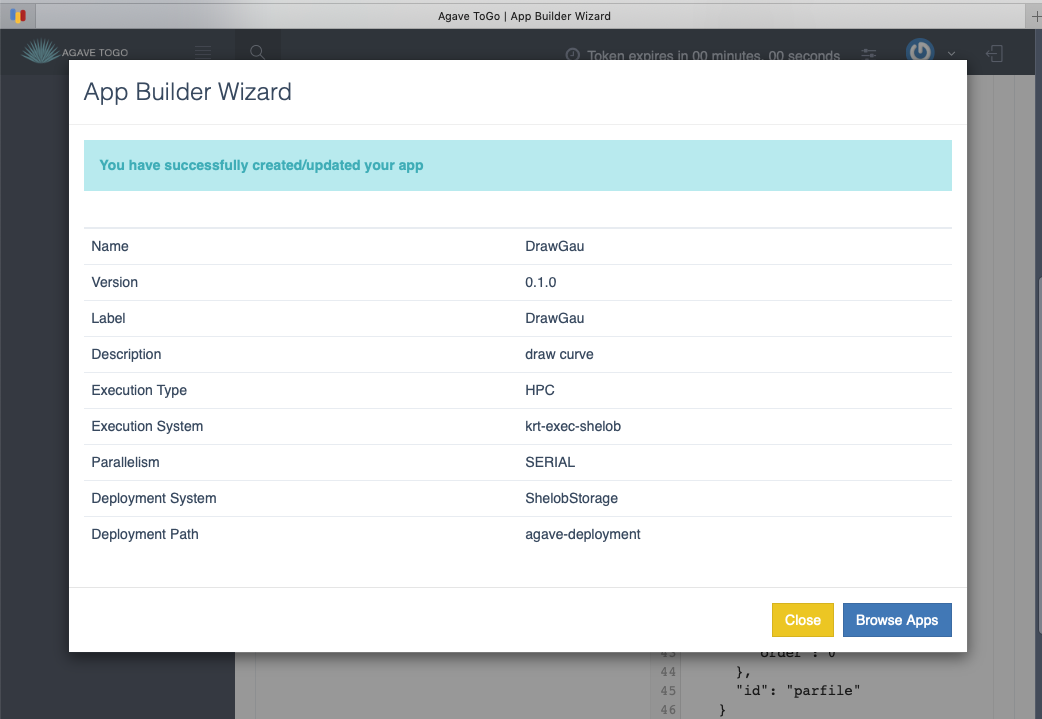 Agave ToGo | App Builder Wizard
AGAVE TOGO
Token expires in 00 minutes, 00 seconds
App Builder Wizard
You have successfully created/updated your app
Name DrawGau
Version 0.1.0
Label DrawGau
Description draw curve
Execution Type HPC
Execution System krt-exec-shelob
Parallelism SERIAL
Deployment System ShelobStorage
Deployment Path agave-deployment
Close Browse Apps
43 "order": 0
44 },
45 "id": "parfile"
46 }